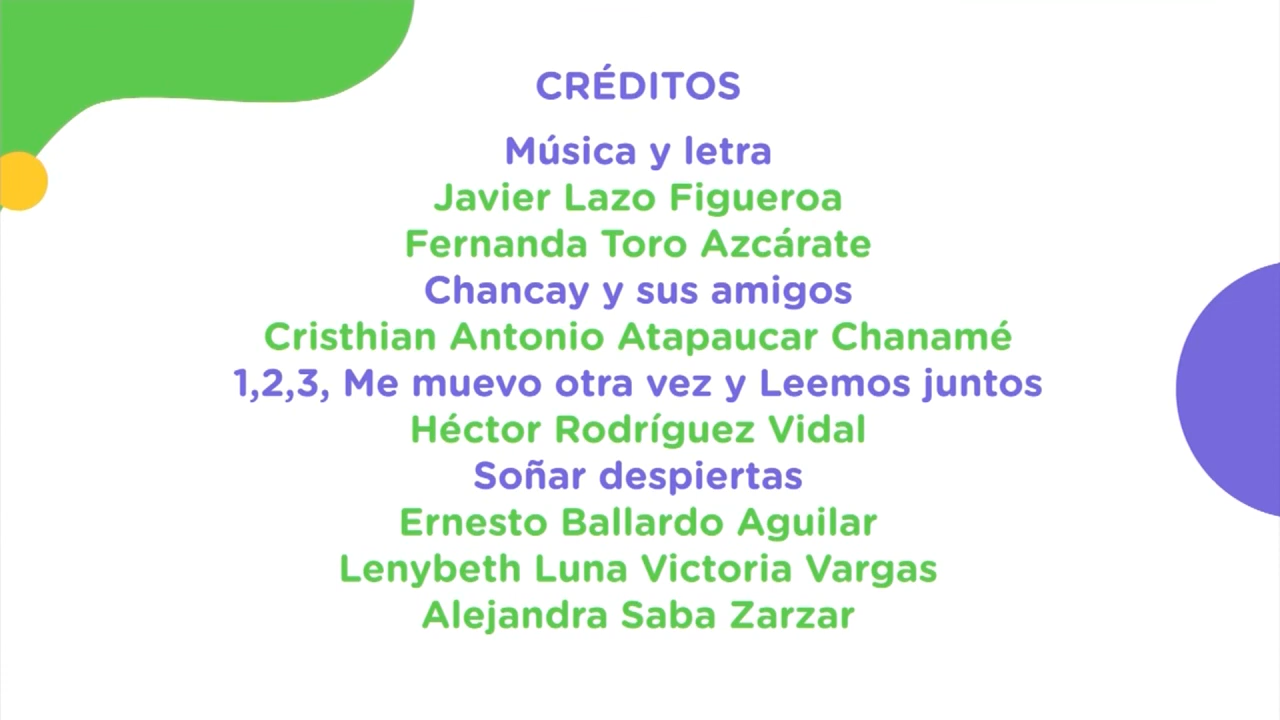 CRÉDITOS
Música y letra
Javier Lazo Figueroa
Fernanda Toro Azcárate
Chancay y sus amigos
Cristhian Antonio Atapaucar Chanamé
1,2,3, Me muevo otra vez y Leemos juntos
Héctor Rodríguez Vidal
Soñar despiertas
Ernesto Ballardo Aguilar
Lenybeth Luna Victoria Vargas
Alejandra Saba Zarzar